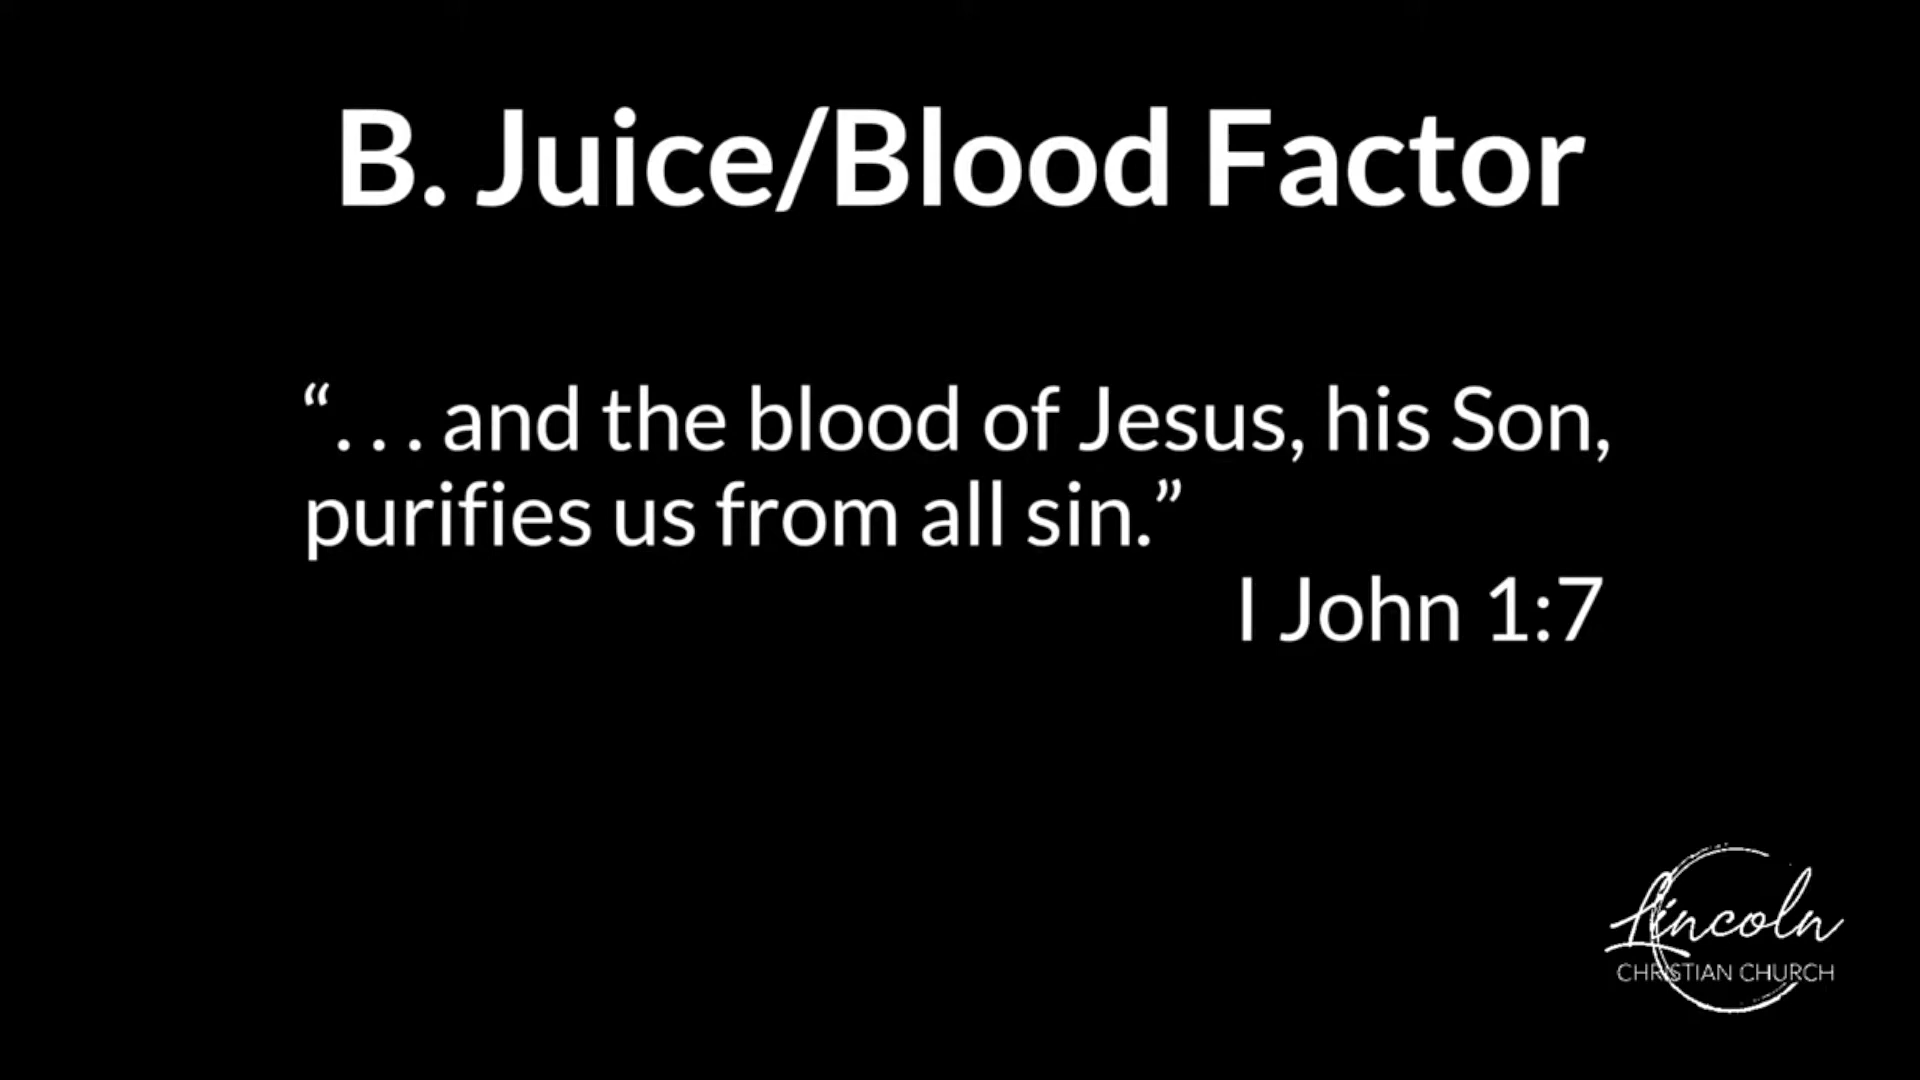 B. Juice/Blood Factor
“. . . and the blood of Jesus, his Son,
purifies us from all sin.”
I John 1:7
Lincoln
CHRISTIAN CHURCH